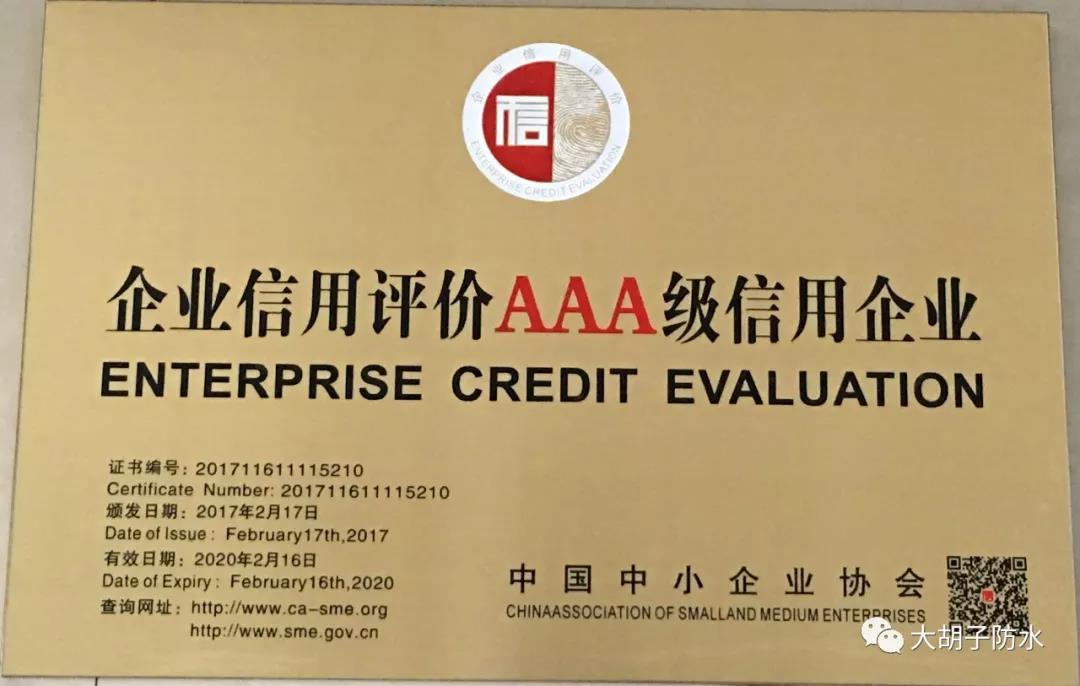 企业信用评价
信
ENTERPRISE CREDIT EVALUATION
企业信用评价AAA级信用企业
ENTERPRISE CREDIT EVALUATION
证书编号：201711611115210
Certificate Number: 201711611115210
颁发日期：2017年2月17日
Date of Issue : February17th,2017
有效日期：2020年2月16日
Date of Expiry : February16th,2020
查询网址：http://www.ca-sme.org
http://www.sme.gov.cn
中国中小企业协会
CHINAASSOCIATION OF SMALLAND MEDIUM ENTERPRISES
大胡子防水